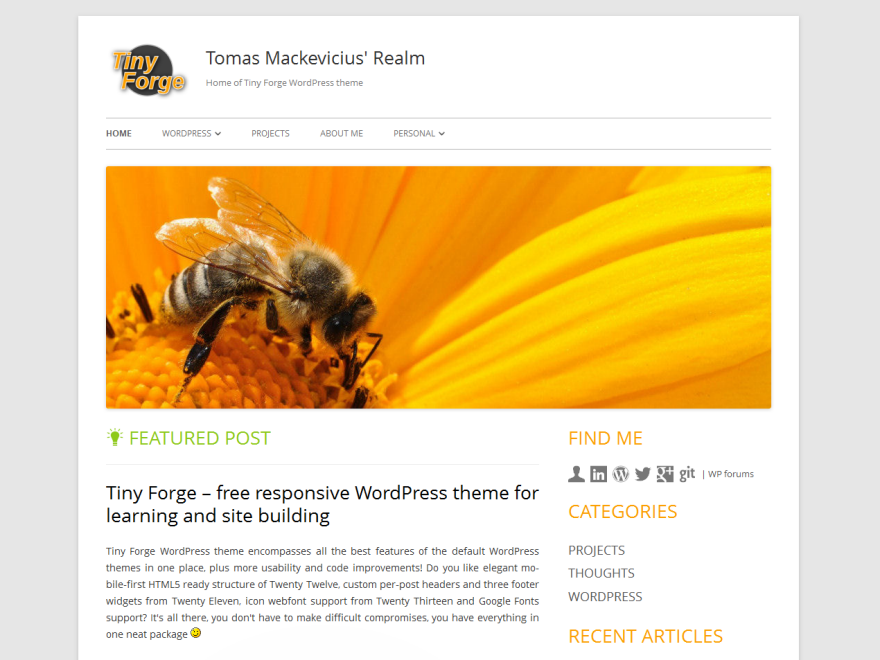 Tiny
Forge
Tomas Mackevicius' Realm
Home of Tiny Forge WordPress theme
HOME WORDPRESS PROJECTS ABOUT ME PERSONAL
FEATURED POST
Tiny Forge – free responsive WordPress theme for
learning and site building
Tiny Forge WordPress theme encompasses all the best features of the default WordPress
themes in one place, plus more usability and code improvements! Do you like elegant mo-
bile-first HTML5 ready structure of Twenty Twelve, custom per-post headers and three footer
widgets from Twenty Eleven, icon webfont support from Twenty Thirteen and Google Fonts
support? It's all there, you don't have to make difficult compromises, you have everything in
one neat package
FIND ME
in g+ git | WP forums
CATEGORIES
PROJECTS
THOUGHTS
WORDPRESS
RECENT ARTICLES